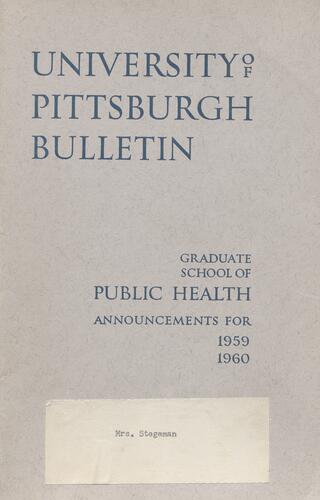 UNIVERSITY OF
PITTSBURGH
BULLETIN
GRADUATE
SCHOOL OF
PUBLIC HEALTH
ANNOUNCEMENTS FOR
1959
1960
Mrs. Stegeman